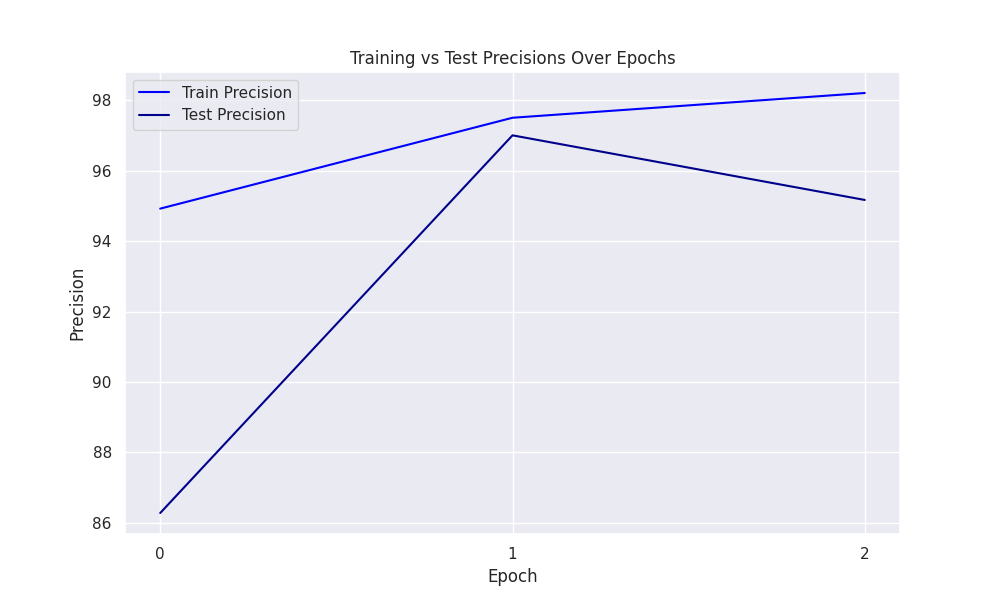 Training vs Test Precisions Over Epochs
Train Precision
Test Precision
98
96
94
92
90
88
86
Precision
0 1 2
Epoch